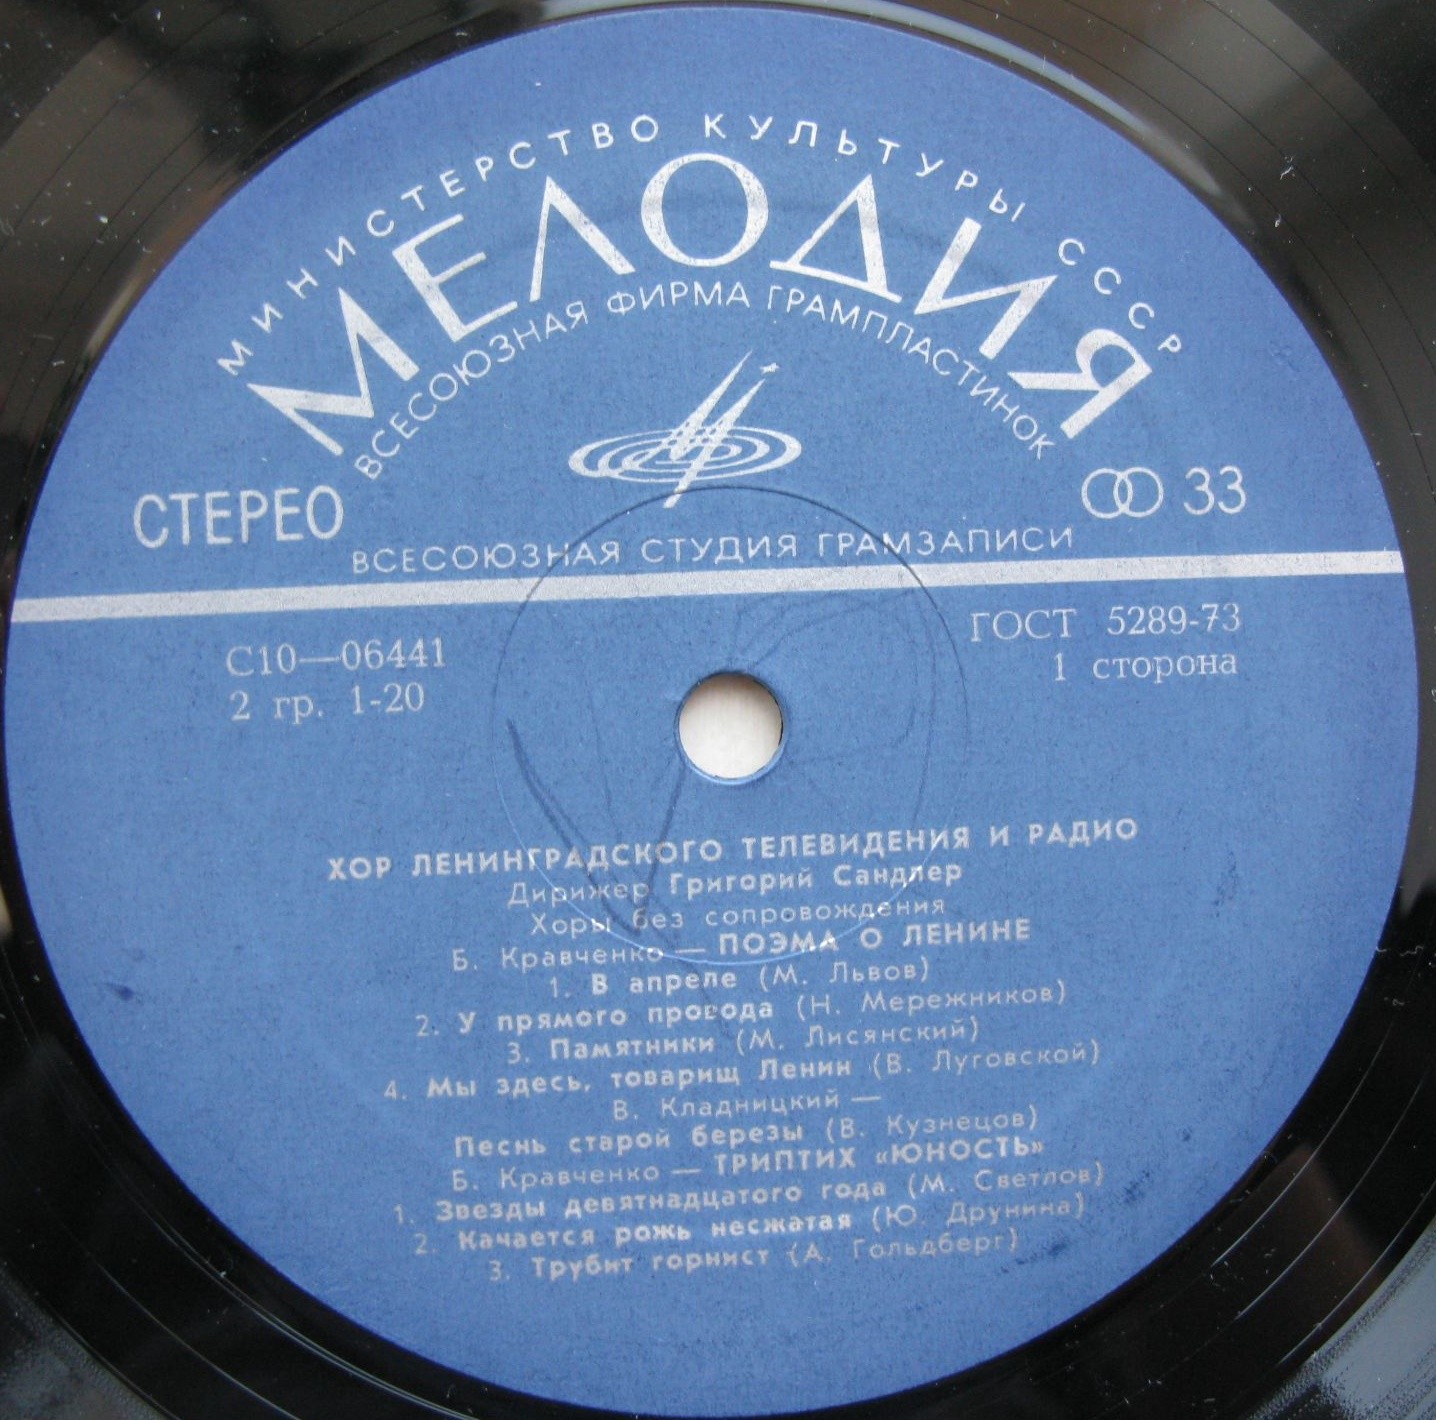 МИНИСТЕРСТВО КУЛЬТУРЫ СССР
МЕЛОДИЯ
ВСЕСОЮЗНАЯ ФИРМА ГРАМПЛАСТИНОК
СТЕРЕО
33
ВСЕСОЮЗНАЯ СТУДИЯ ГРАМЗАПИСИ
С10—06441
ГОСТ 5289-73
2 гр. 1-20
1 сторона
ХОР ЛЕНИНГРАДСКОГО ТЕЛЕВИДЕНИЯ И РАДИО
Дирижер Григорий Сандлер
Хоры без сопровождения
Б. Кравченко — ПОЭМА О ЛЕНИНЕ
1. В апреле (М. Львов)
2. У прямого провода (Н. Мережников)
3. Памятники (М. Лисянский)
4. Мы здесь, товарищ Ленин (В. Луговской)
В. Кладницкий —
Песнь старой березы (В. Кузнецов)
Б. Кравченко — ТРИПТИХ «ЮНОСТЬ»
1. Звезды девятнадцатого года (М. Светлов)
2. Качается рожь несжатая (Ю. Друнина)
3. Трубит горнист (А. Гольдберг)